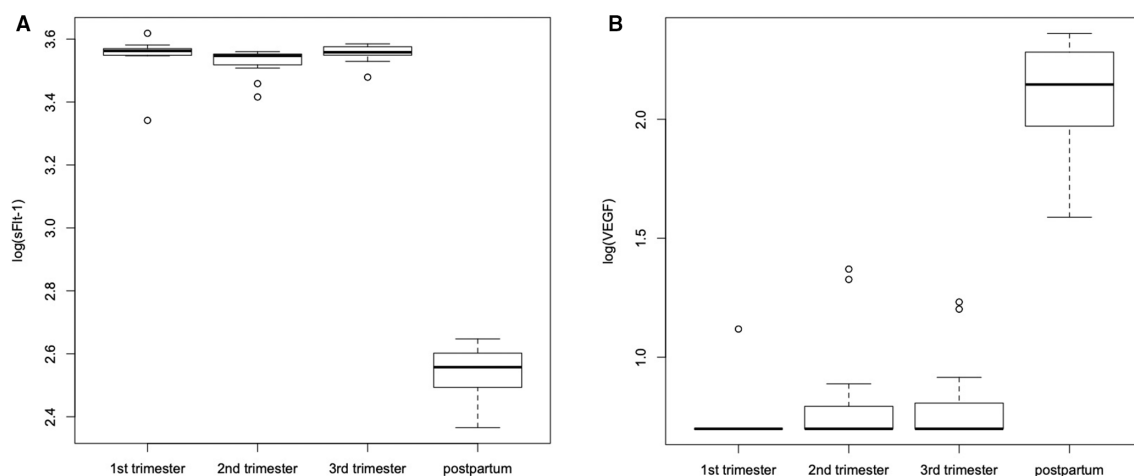 A
log(sFlt-1)
3.6
3.4
3.2
3.0
2.8
2.6
2.4
1st trimester 2nd trimester 3rd trimester postpartum
B
log(VEGF)
2.0
1.5
1.0
1st trimester 2nd trimester 3rd trimester postpartum